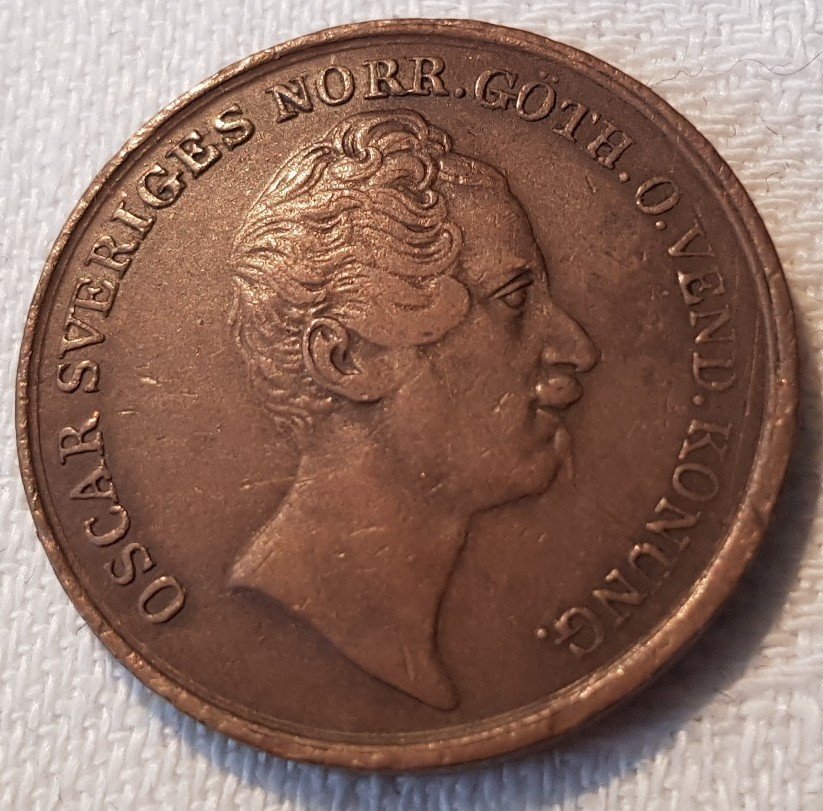 OSCAR SVERIGES NORR. GÖTH. O. VEND. KONUNG.